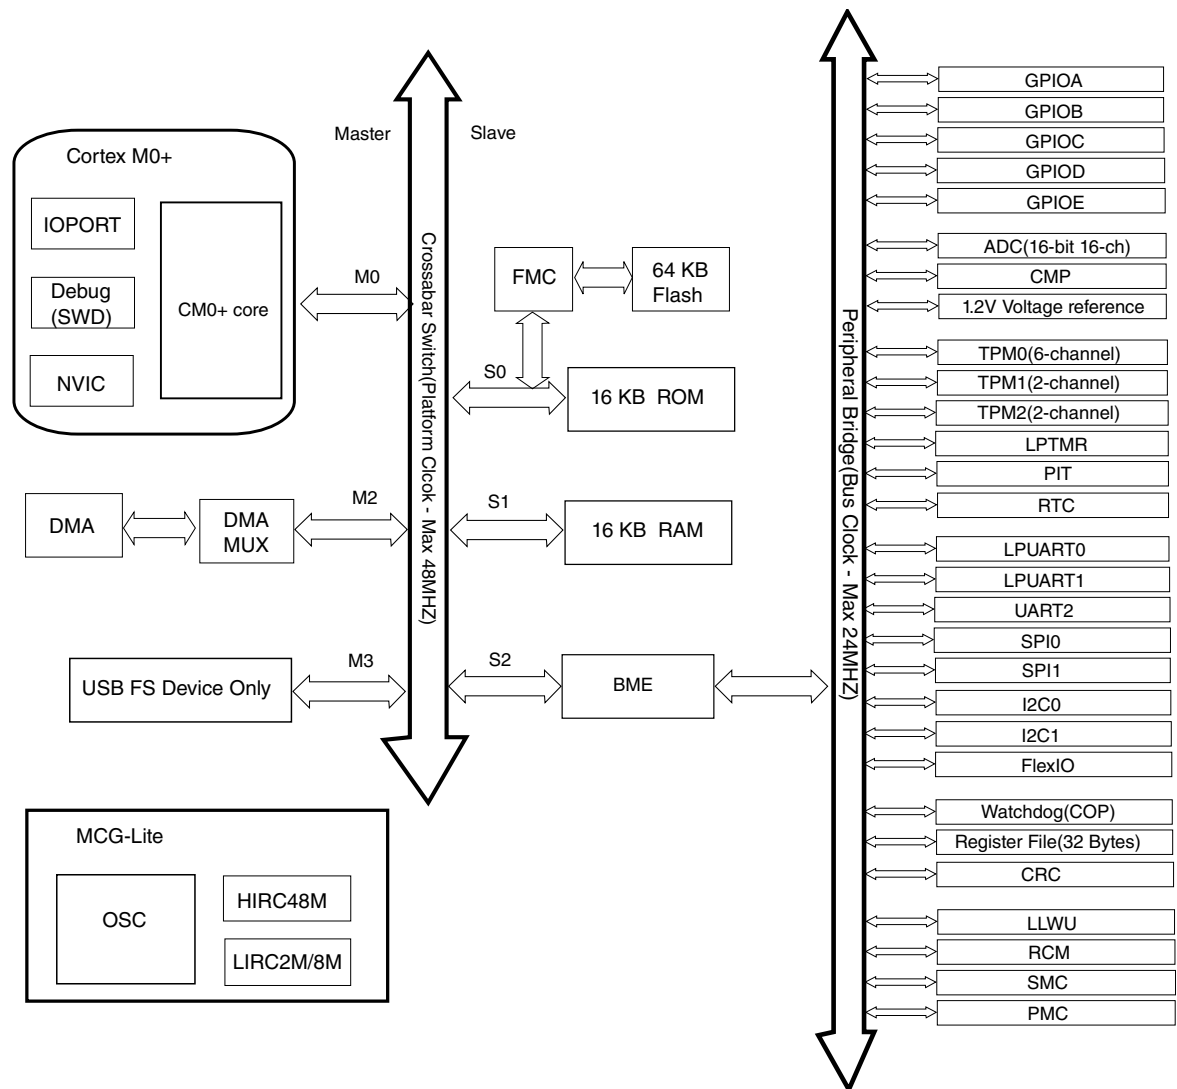 Master
Slave
Cortex M0+
IOPORT
Debug
(SWD)
NVIC
CM0+ core
M0
Crossabar Switch(Platform Clcok - Max 48MHZ)
FMC
64 KB
Flash
S0
16 KB ROM
DMA
DMA
MUX
M2
S1
16 KB RAM
USB FS Device Only
M3
S2
BME
MCG-Lite
OSC
HIRC48M
LIRC2M/8M
Peripheral Bridge(Bus Clock - Max 24MHZ)
GPIOA
GPIOB
GPIOC
GPIOD
GPIOE
ADC(16-bit 16-ch)
CMP
1.2V Voltage reference
TPM0(6-channel)
TPM1(2-channel)
TPM2(2-channel)
LPTMR
PIT
RTC
LPUART0
LPUART1
UART2
SPI0
SPI1
I2C0
I2C1
FlexIO
Watchdog(COP)
Register File(32 Bytes)
CRC
LLWU
RCM
SMC
PMC